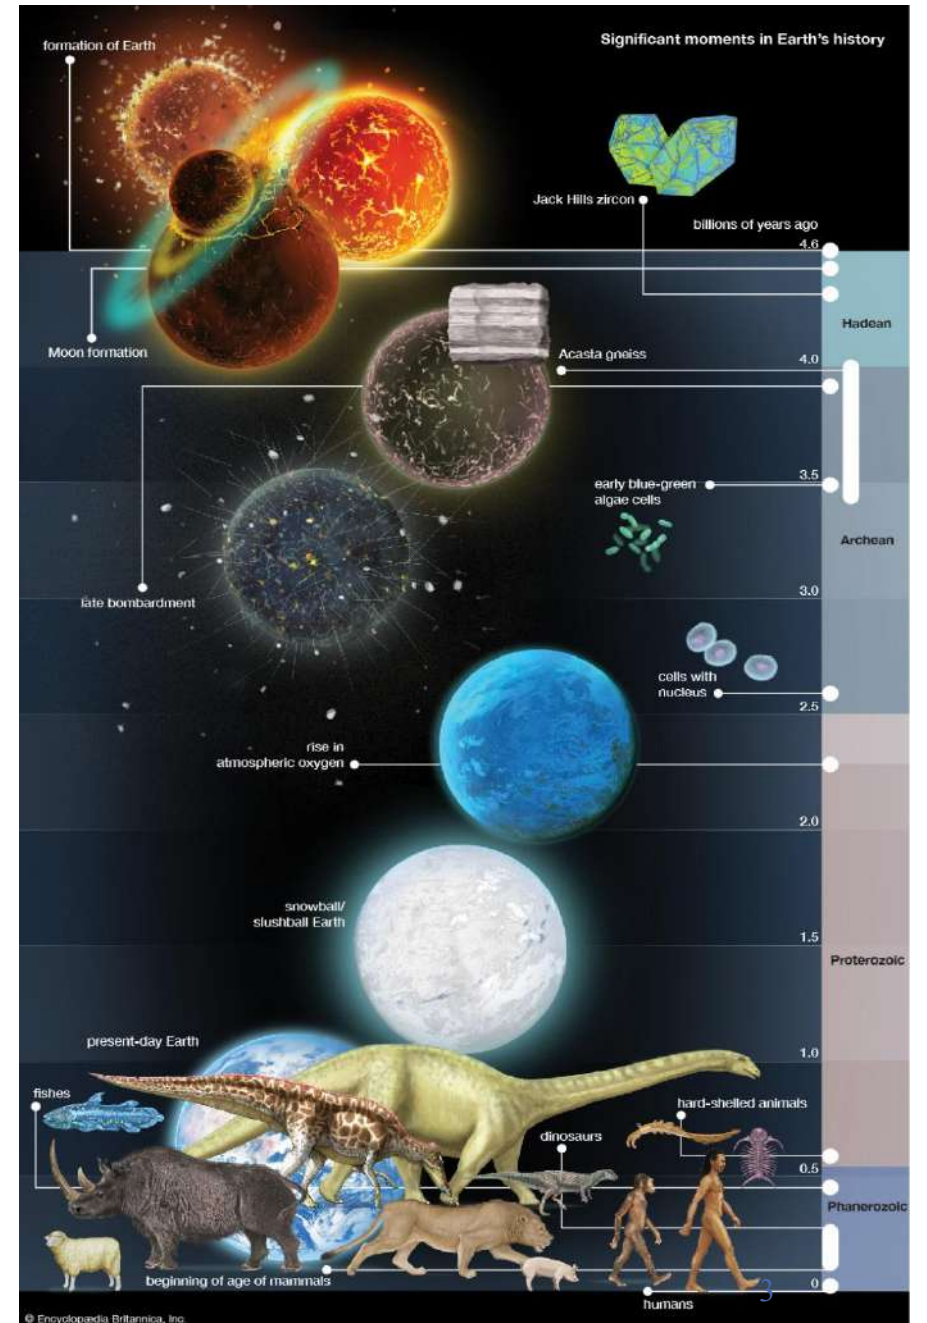 Significant moments in Earth's history
formation of Earth
Jack Hills zircon
billions of years ago
4.6
Hadean
Moon formation
Acasta gneiss
4.0
3.5
early blue-green
algae cells
Archean
3.0
late bombardment
cells with
nucleus
2.5
rise in
atmospheric oxygen
2.0
snowball/
slushball Earth
1.5
Proterozoic
present-day Earth
1.0
fishes
hard-shelled animals
dinosaurs
0.5
Phanerozoic
beginning of age of mammals
0
3
humans
© Encyclopædia Britannica, Inc.